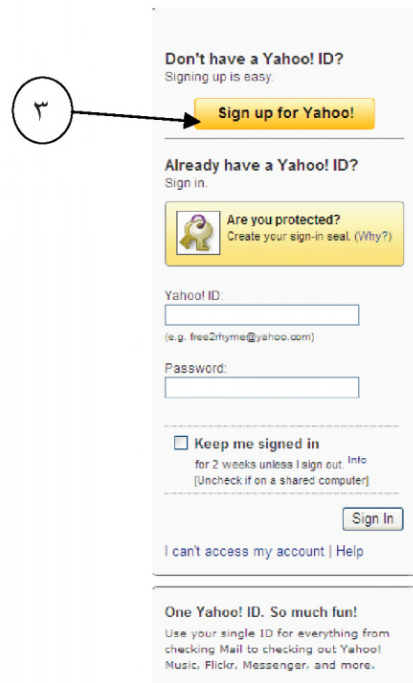 Don't have a Yahoo! ID?
Signing up is easy.
٣
Sign up for Yahoo!
Already have a Yahoo! ID?
Sign in.
Are you protected?
Create your sign-in seal. (Why?)
Yahoo! ID:
(e.g. free2rhyme@yahoo.com)
Password:
Keep me signed in
for 2 weeks unless I sign out. Info
[Uncheck if on a shared computer]
Sign In
I can't access my account | Help
One Yahoo! ID. So much fun!
Use your single ID for everything from
checking Mail to checking out Yahoo!
Music, Flickr, Messenger, and more.